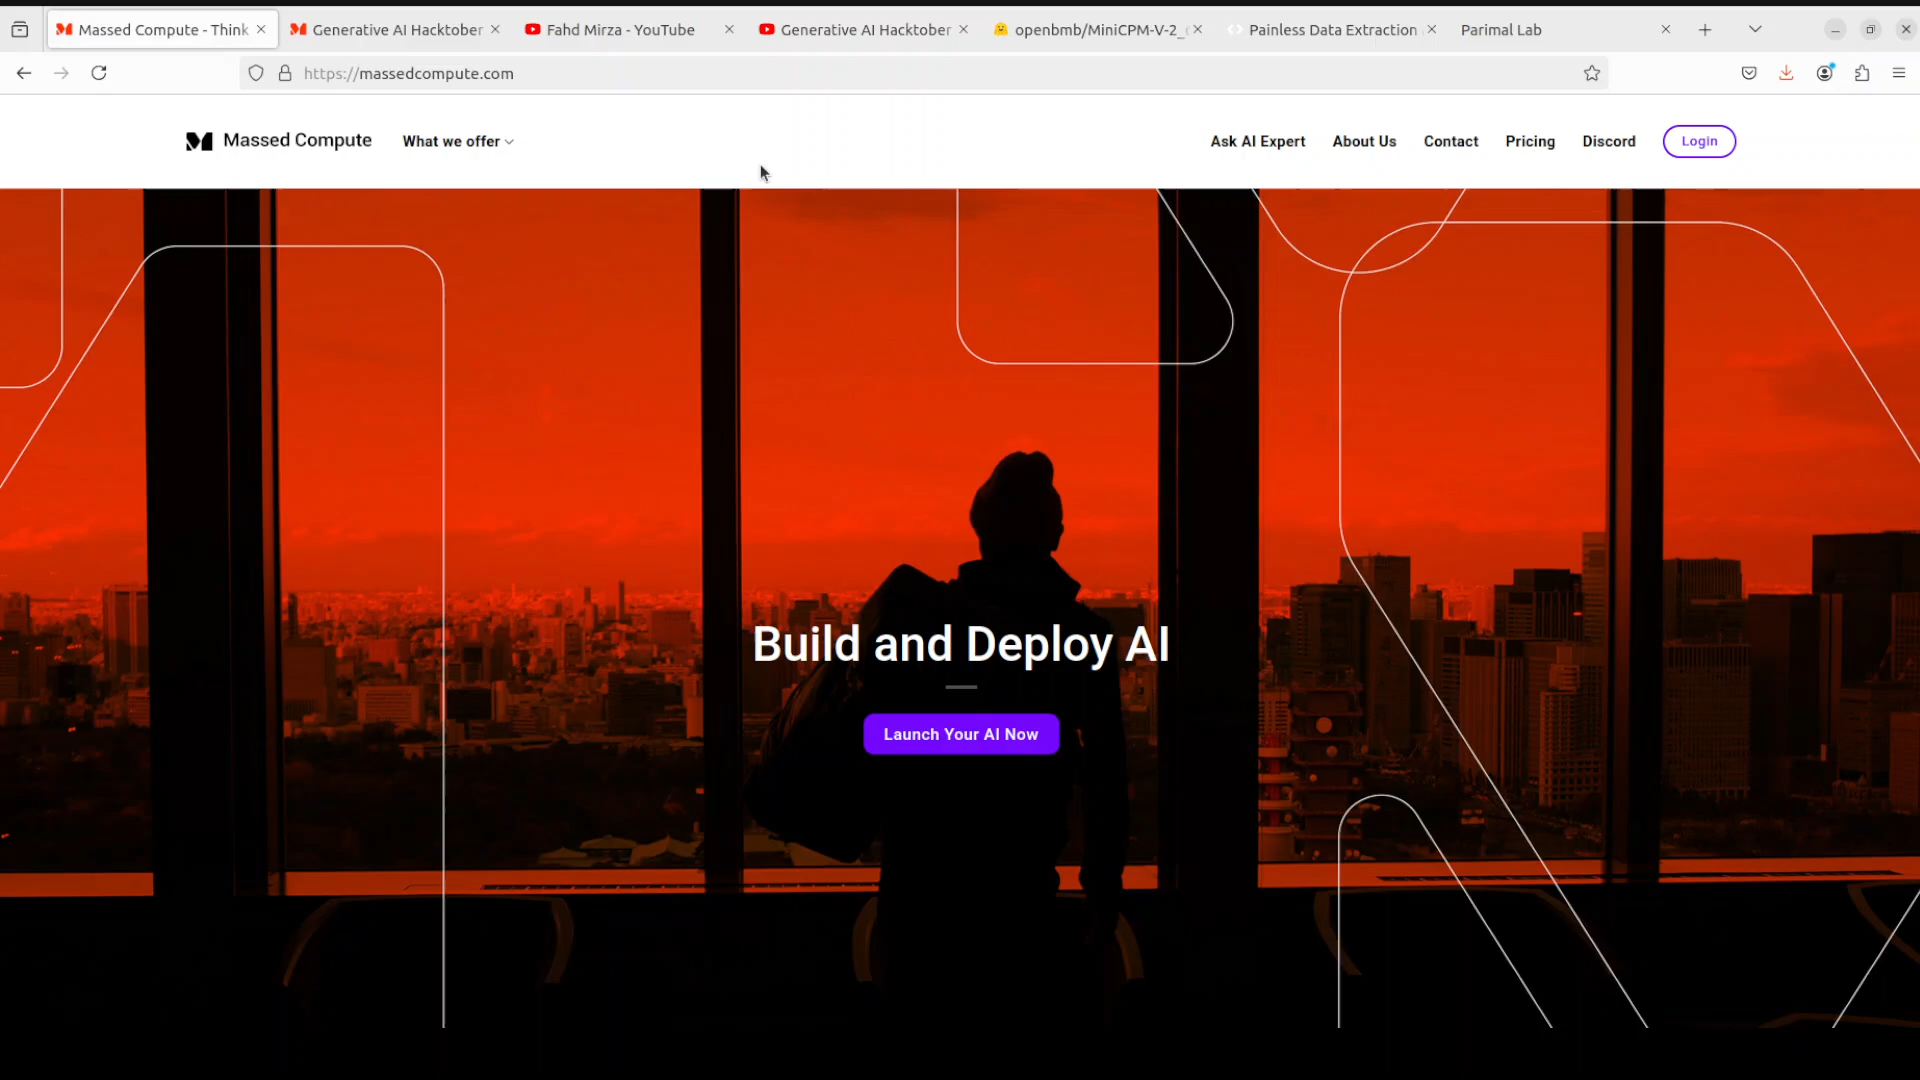 Massed Compute - Think
Generative AI Hacktober
Fahd Mirza - YouTube
Generative AI Hacktober
openbmb/MiniCPM-V-2_
Painless Data Extraction
Parimal Lab
https://massedcompute.com
Massed Compute
What we offer
Ask AI Expert
About Us
Contact
Pricing
Discord
Login
Build and Deploy AI
Launch Your AI Now